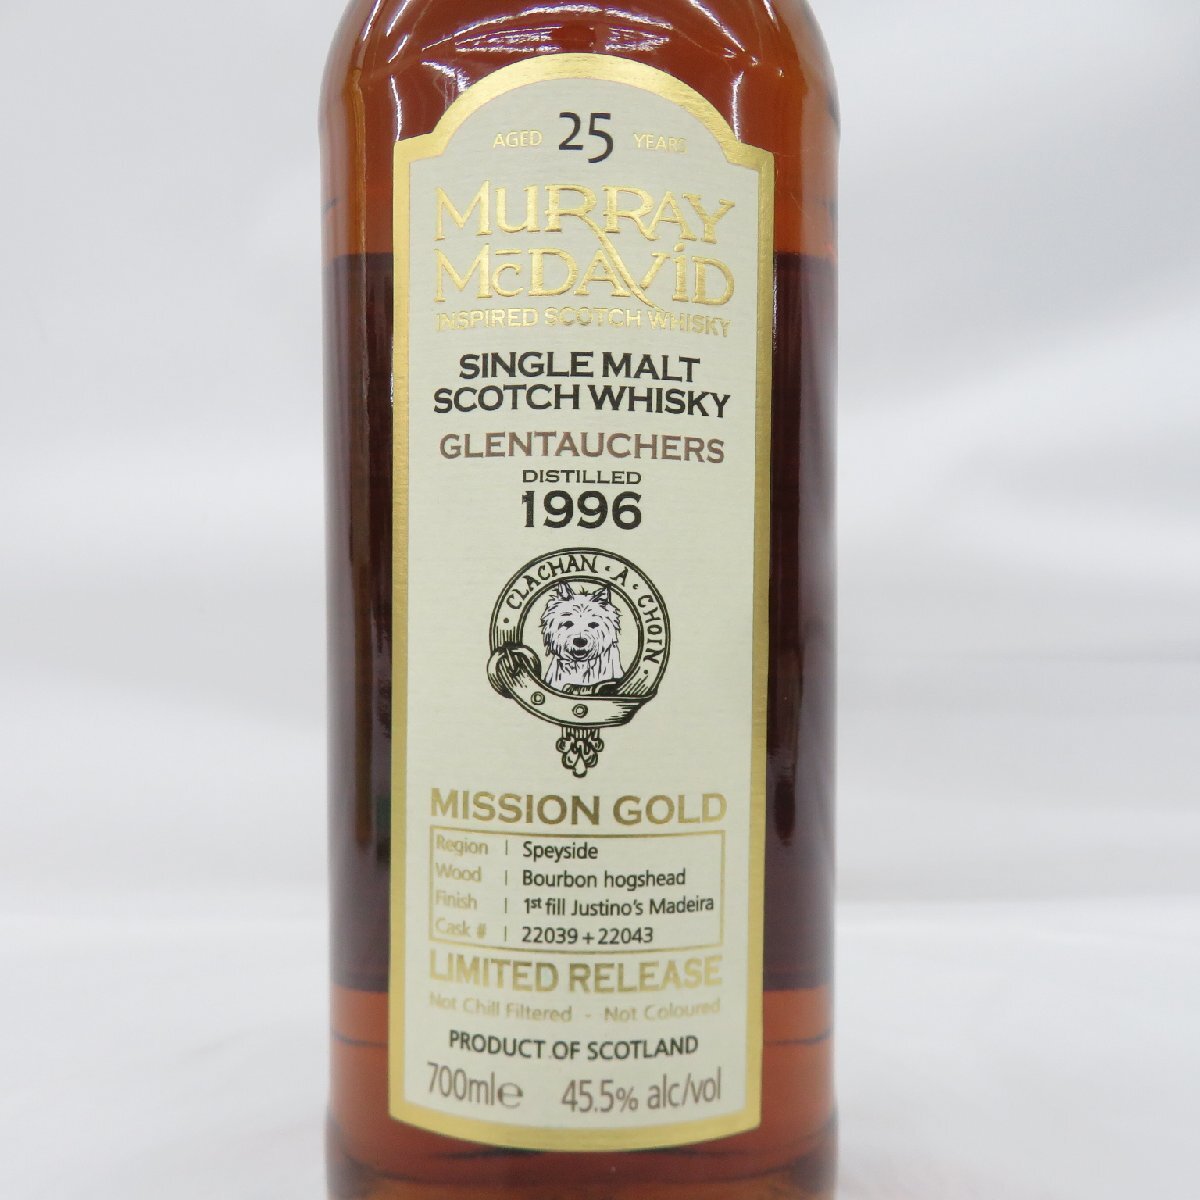 AGED 25 YEARS
MURRAY
McDAVID
INSPIRED SCOTCH WHISKY
SINGLE MALT
SCOTCH WHISKY
GLENTAUCHERS
DISTILLED
1996
· CLACHAN · A · CHOIN ·
MISSION GOLD
Region | Speyside
Wood | Bourbon hogshead
Finish | 1st fill Justino's Madeira
Cask # | 22039 + 22043
LIMITED RELEASE
Not Chill Filtered - Not Coloured
PRODUCT OF SCOTLAND
700ml℮ 45.5% alc/vol